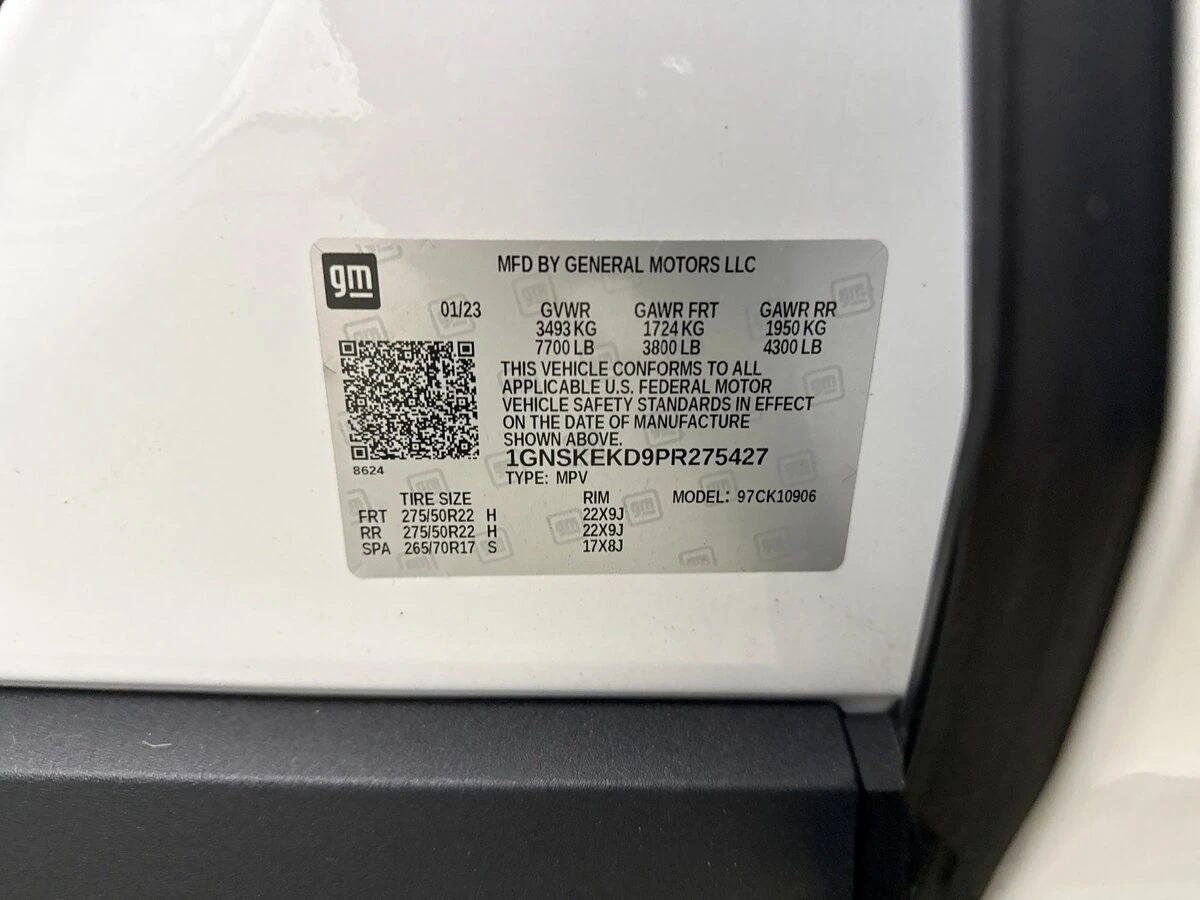 gm
MFD BY GENERAL MOTORS LLC
01/23 GVWR GAWR FRT GAWR RR
3493 KG 1724 KG 1950 KG
7700 LB 3800 LB 4300 LB
THIS VEHICLE CONFORMS TO ALL
APPLICABLE U.S. FEDERAL MOTOR
VEHICLE SAFETY STANDARDS IN EFFECT
ON THE DATE OF MANUFACTURE
SHOWN ABOVE.
1GNSKEKD9PR275427
8624
TYPE: MPV
TIRE SIZE RIM MODEL: 97CK10906
FRT 275/50R22 H 22X9J
RR 275/50R22 H 22X9J
SPA 265/70R17 S 17X8J